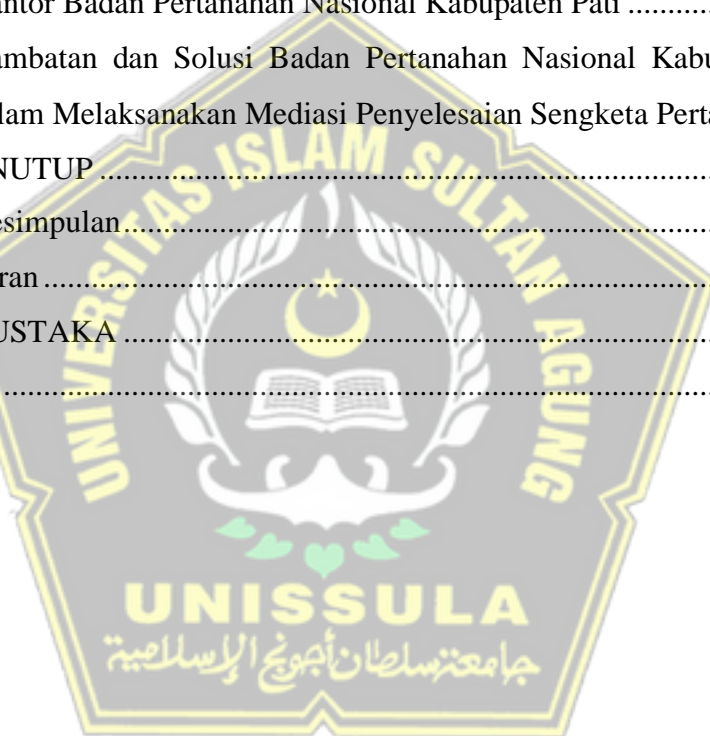 antor Badan Pertanahan Nasional Kabupaten Pati ............
ambatan dan Solusi Badan Pertanahan Nasional Kabu
lam Melaksanakan Mediasi Penyelesaian Sengketa Perta
NUTUP ............................................................
esimpulan............................................................
ran ............................................................
USTAKA ............................................................
............................................................
UNIVERSITAS ISLAM SULTAN AGUNG
UNISSULA
جامعة سلطان أجونج الإسلامية